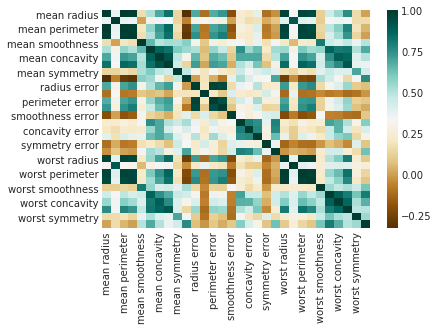 mean radius
mean perimeter
mean smoothness
mean concavity
mean symmetry
radius error
perimeter error
smoothness error
concavity error
symmetry error
worst radius
worst perimeter
worst smoothness
worst concavity
worst symmetry
1.00
0.75
0.50
0.25
0.00
−0.25
mean radius
mean perimeter
mean smoothness
mean concavity
mean symmetry
radius error
perimeter error
smoothness error
concavity error
symmetry error
worst radius
worst perimeter
worst smoothness
worst concavity
worst symmetry